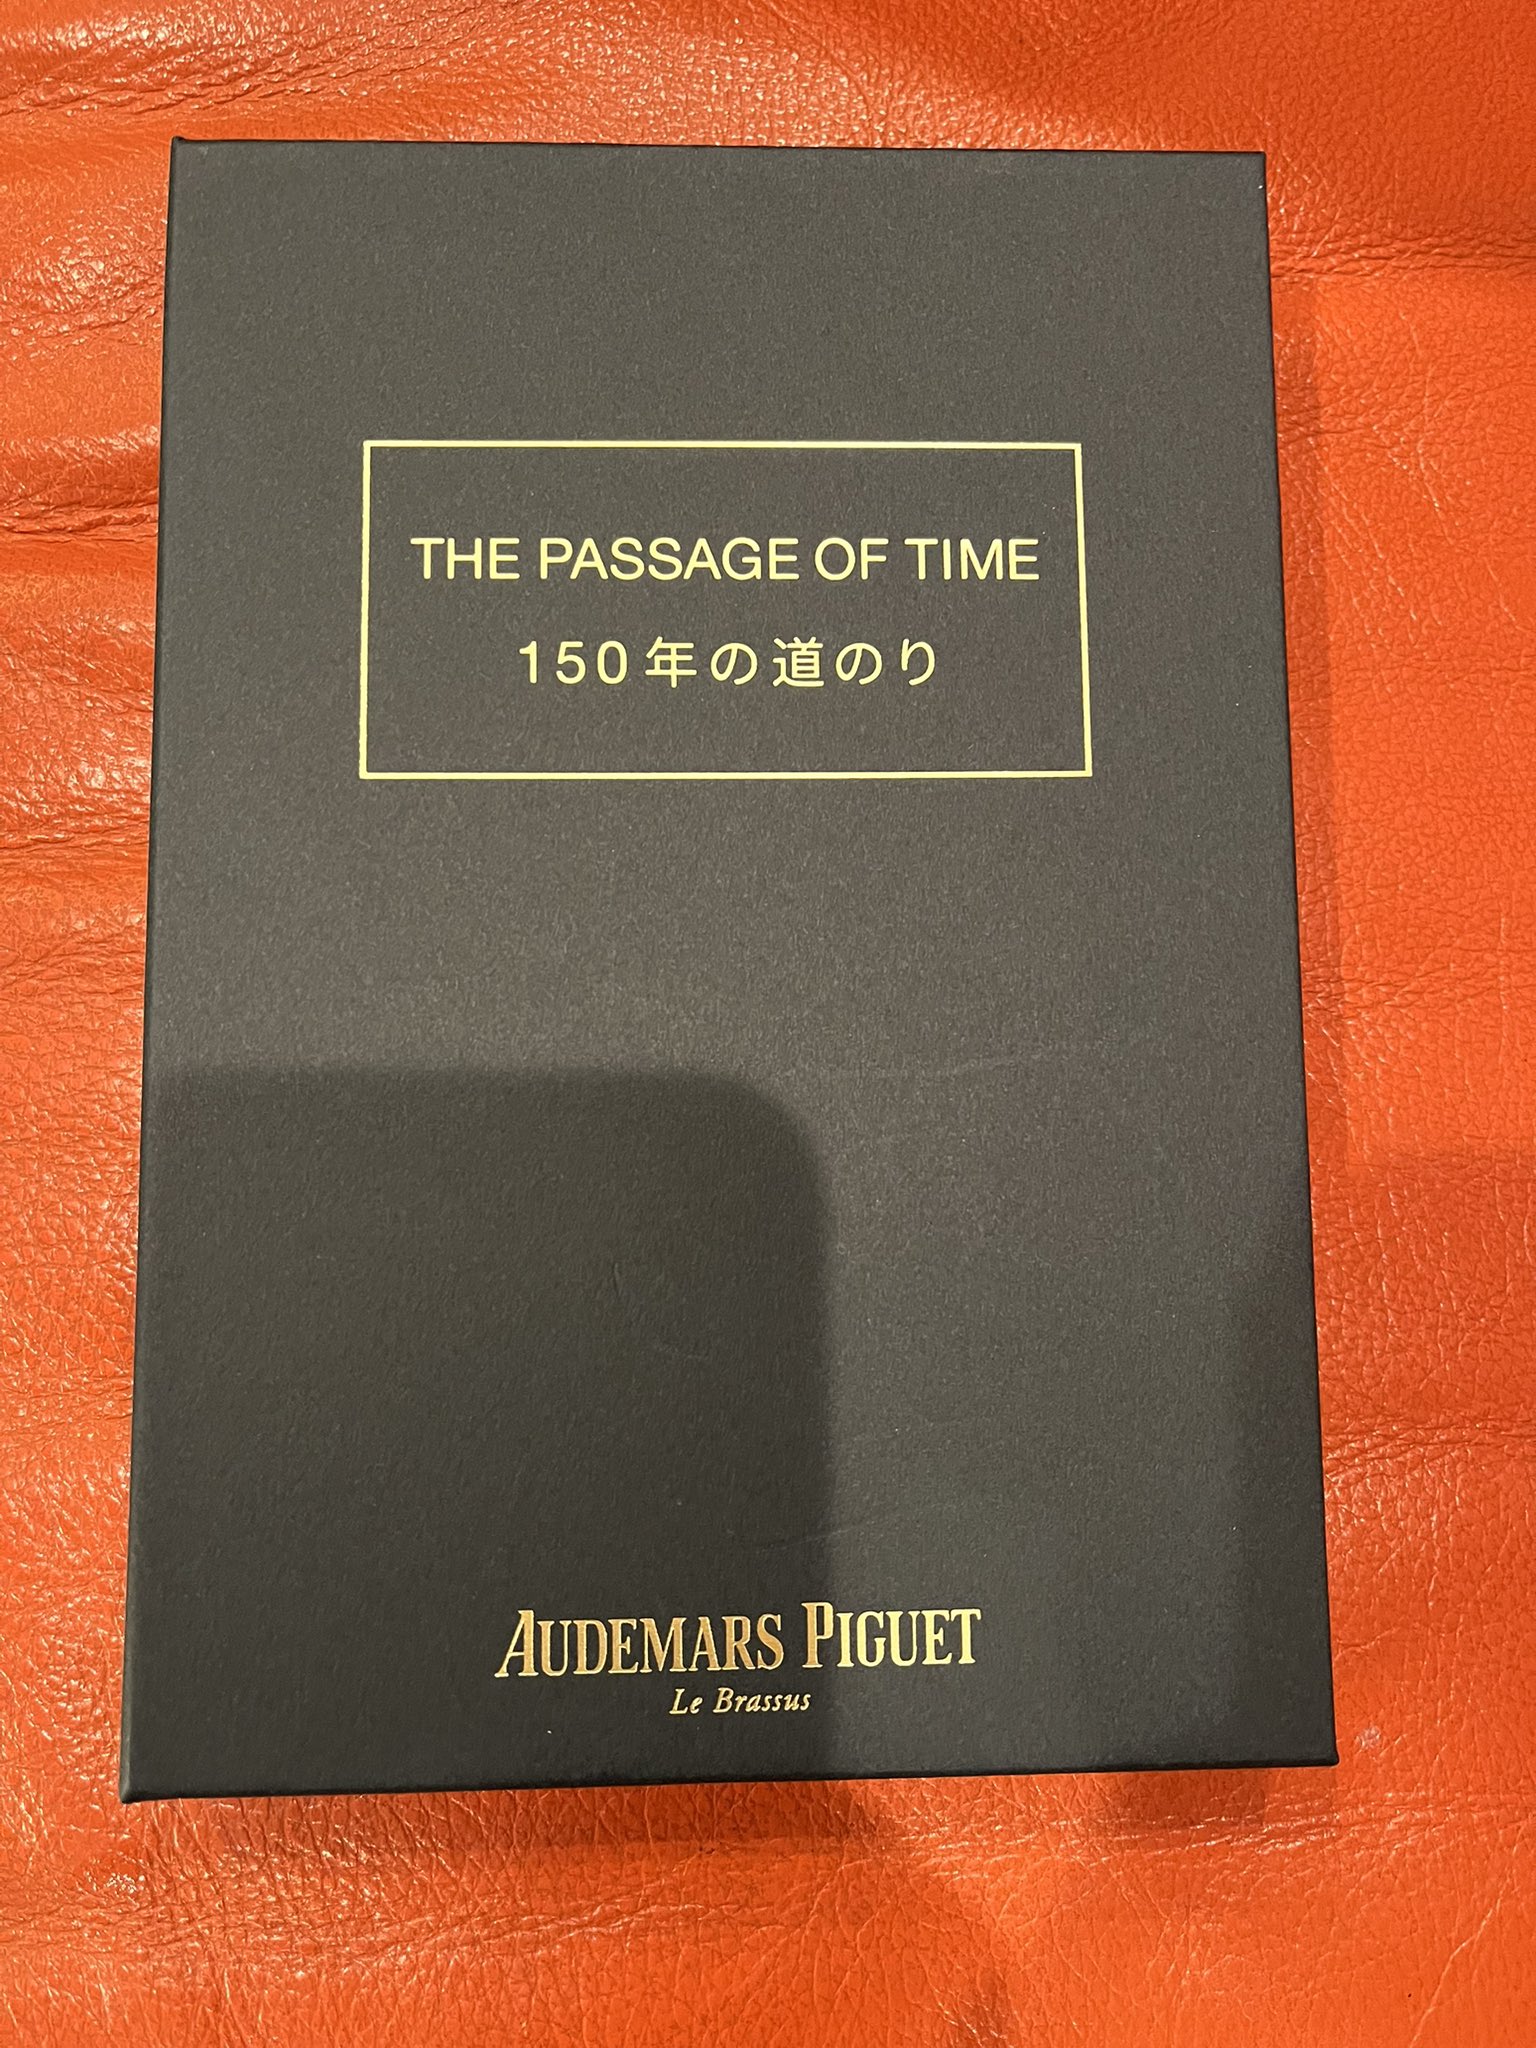 THE PASSAGE OF TIME
150年の道のり
AUDEMARS PIGUET
Le Brassus